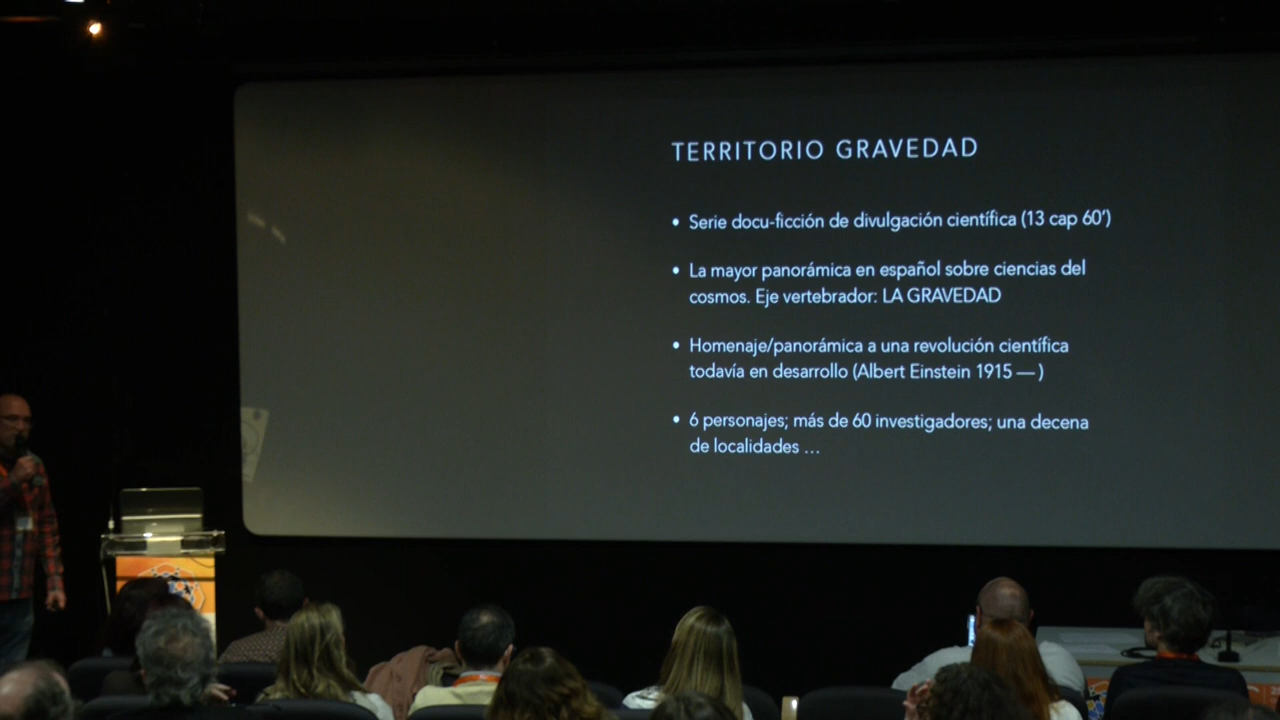 TERRITORIO GRAVEDAD
• Serie docu-ficción de divulgación científica (13 cap 60’)
• La mayor panorámica en español sobre ciencias del
cosmos. Eje vertebrador: LA GRAVEDAD
• Homenaje/panorámica a una revolución científica
todavía en desarrollo (Albert Einstein 1915 — )
• 6 personajes; más de 60 investigadores; una decena
de localidades …